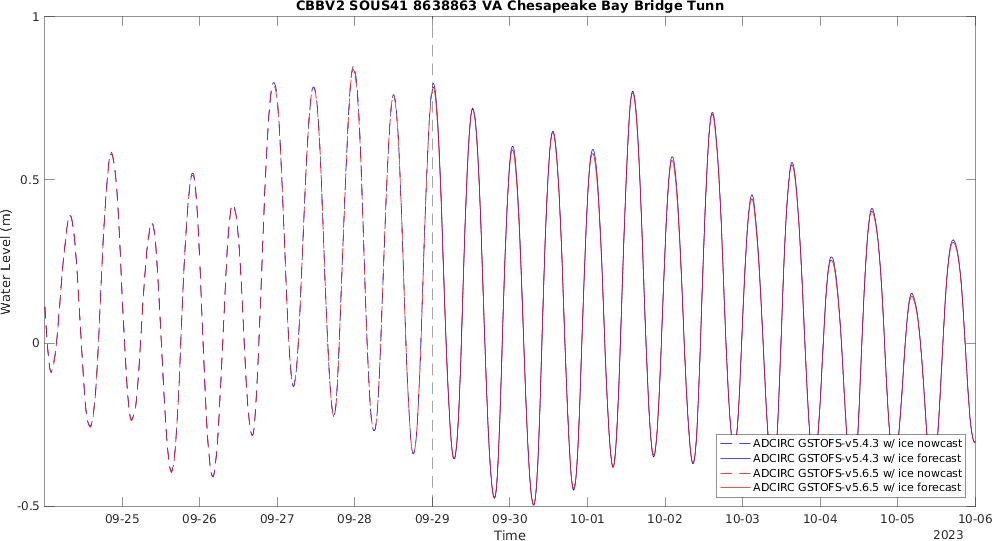 CBBV2 SOUS41 8638863 VA Chesapeake Bay Bridge Tunn
1
0.5
0
-0.5
Water Level (m)
ADCIRC GSTOFS-v5.4.3 w/ ice nowcast
ADCIRC GSTOFS-v5.4.3 w/ ice forecast
ADCIRC GSTOFS-v5.6.5 w/ ice nowcast
ADCIRC GSTOFS-v5.6.5 w/ ice forecast
09-25 09-26 09-27 09-28 09-29 09-30 10-01 10-02 10-03 10-04 10-05 10-06
Time
2023